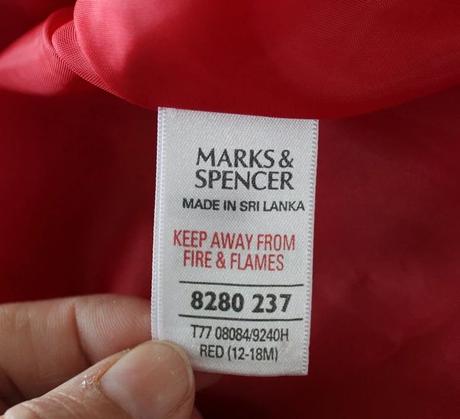 MARKS &
SPENCER
MADE IN SRI LANKA
KEEP AWAY FROM
FIRE & FLAMES
8280 237
T77 08084/9240H
RED (12-18M)